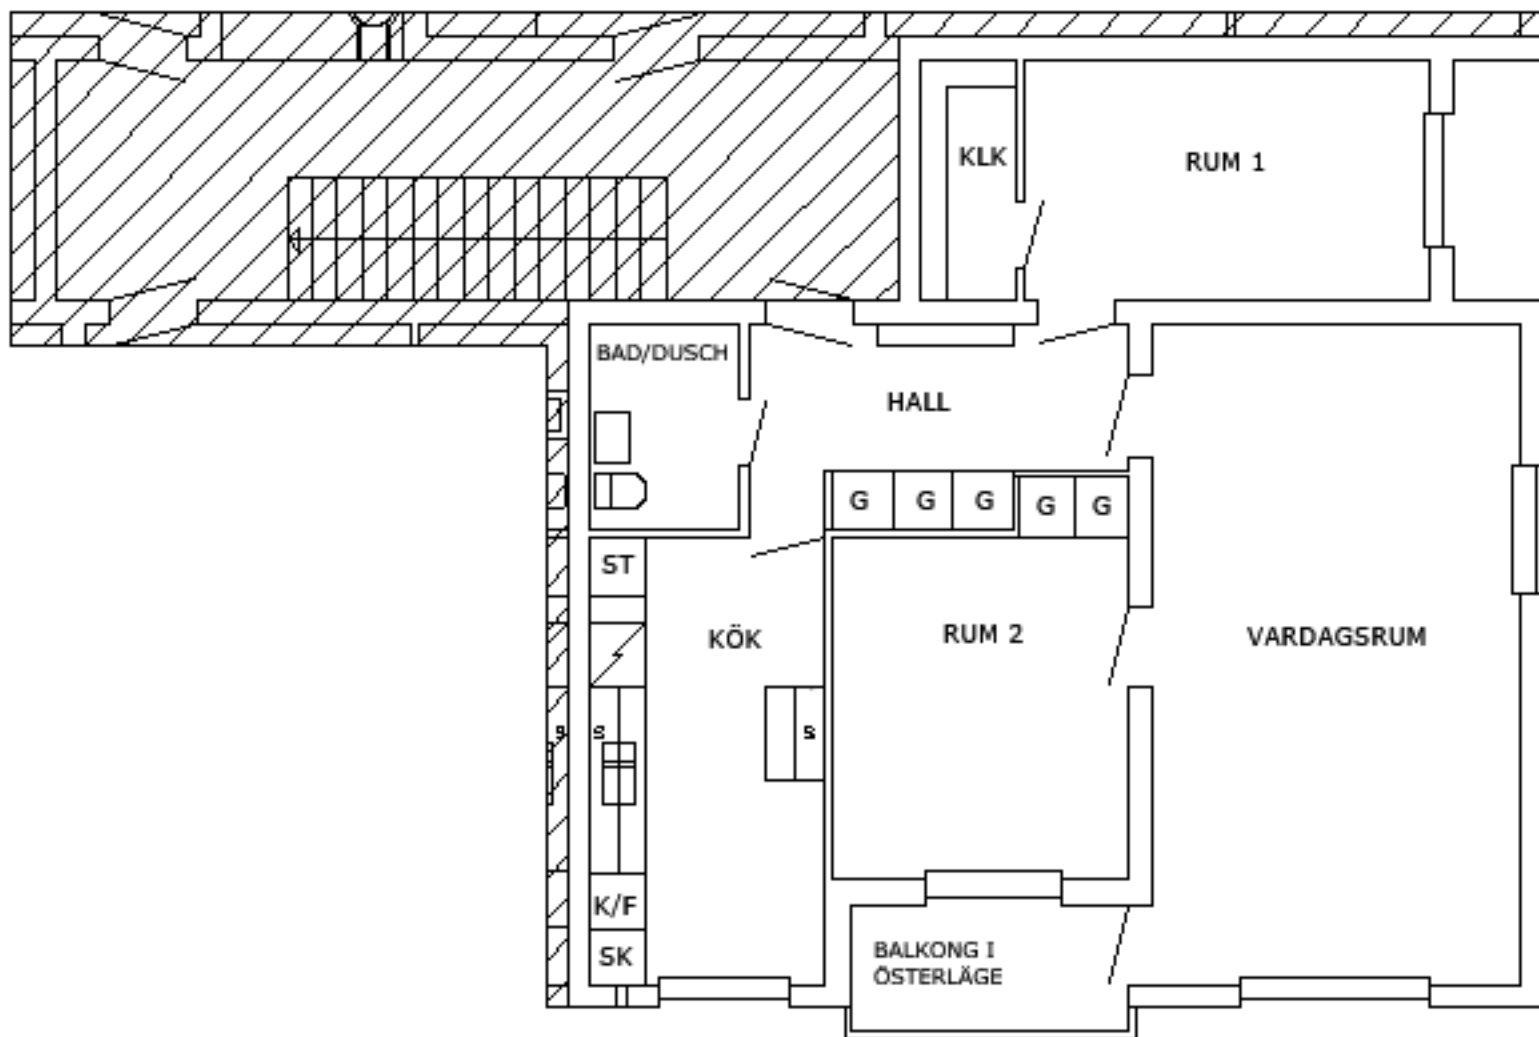 KLK
RUM 1
BAD/DUSCH
HALL
G
G
G
G
G
ST
KÖK
RUM 2
VARDAGSRUM
s
s
s
K/F
SK
BALKONG I
ÖSTERLÄGE